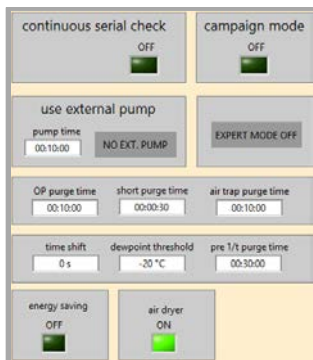 continuous serial check
OFF
campaign mode
OFF
use external pump
pump time
00:10:00
NO EXT. PUMP
EXPERT MODE OFF
OP purge time short purge time air trap purge time
00:10:00 00:00:30 00:10:00
time shift dewpoint threshold pre 1/t purge time
0 s -20 °C 00:30:00
energy saving
OFF
air dryer
ON